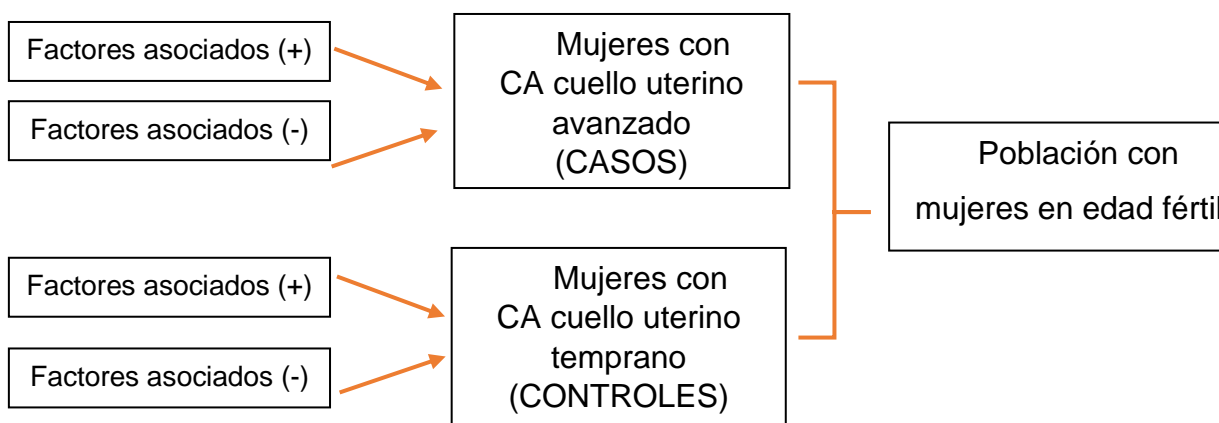 Factores asociados (+)
Factores asociados (-)
Mujeres con
CA cuello uterino
avanzado
(CASOS)
Población con
mujeres en edad fértil
Factores asociados (+)
Factores asociados (-)
Mujeres con
CA cuello uterino
temprano
(CONTROLES)